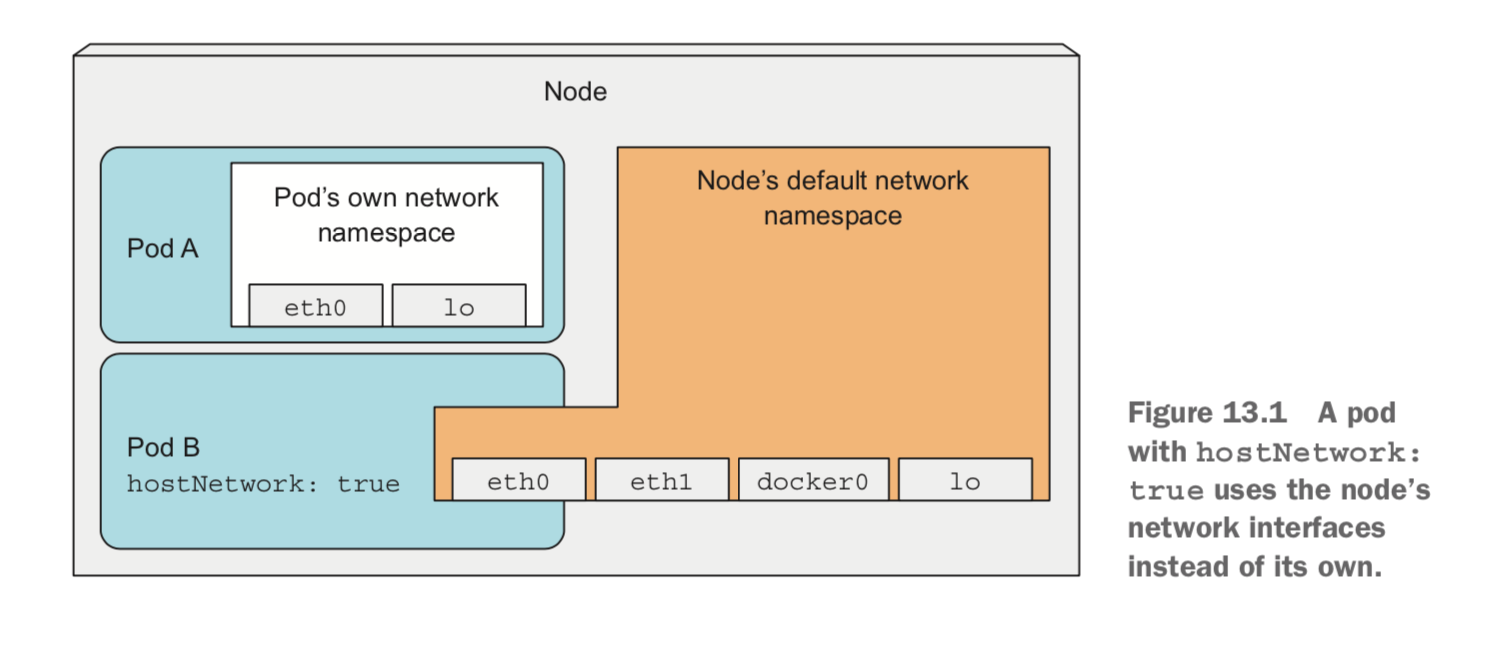 Node
Pod's own network
namespace
Pod A
eth0 lo
Node's default network
namespace
Pod B
hostNetwork: true
eth0 eth1 docker0 lo
Figure 13.1 A pod
with hostNetwork:
true uses the node's
network interfaces
instead of its own.